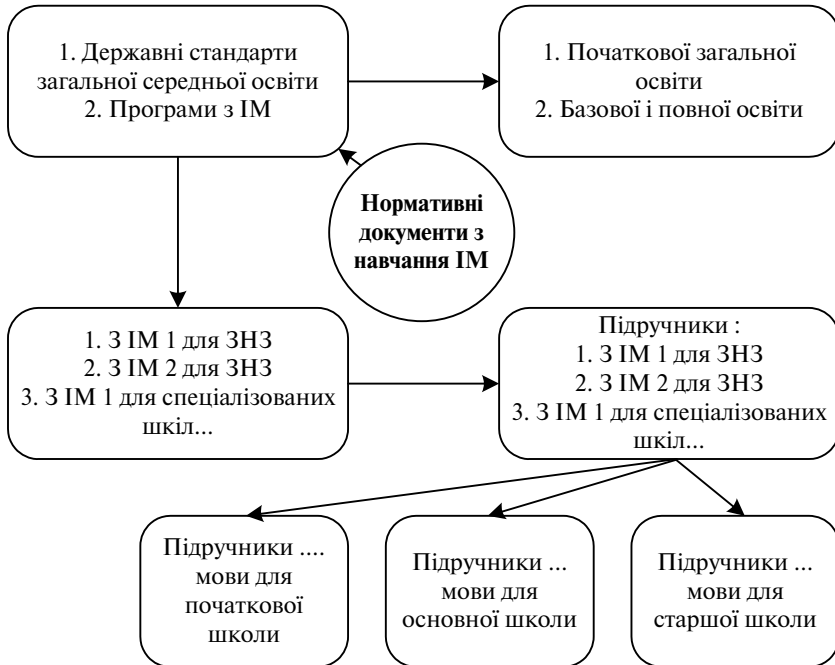 1. Державні стандарти
загальної середньої освіти
2. Програми з ІМ
1. Початкової загальної
освіти
2. Базової і повної освіти
Нормативні
документи з
навчання ІМ
1. З ІМ 1 для ЗНЗ
2. З ІМ 2 для ЗНЗ
3. З ІМ 1 для спеціалізованих
шкіл...
Підручники :
1. З ІМ 1 для ЗНЗ
2. З ІМ 2 для ЗНЗ
3. З ІМ 1 для спеціалізованих
шкіл...
Підручники ....
мови для
початкової
школи
Підручники ...
мови для
основної школи
Підручники ...
мови для
старшої школи